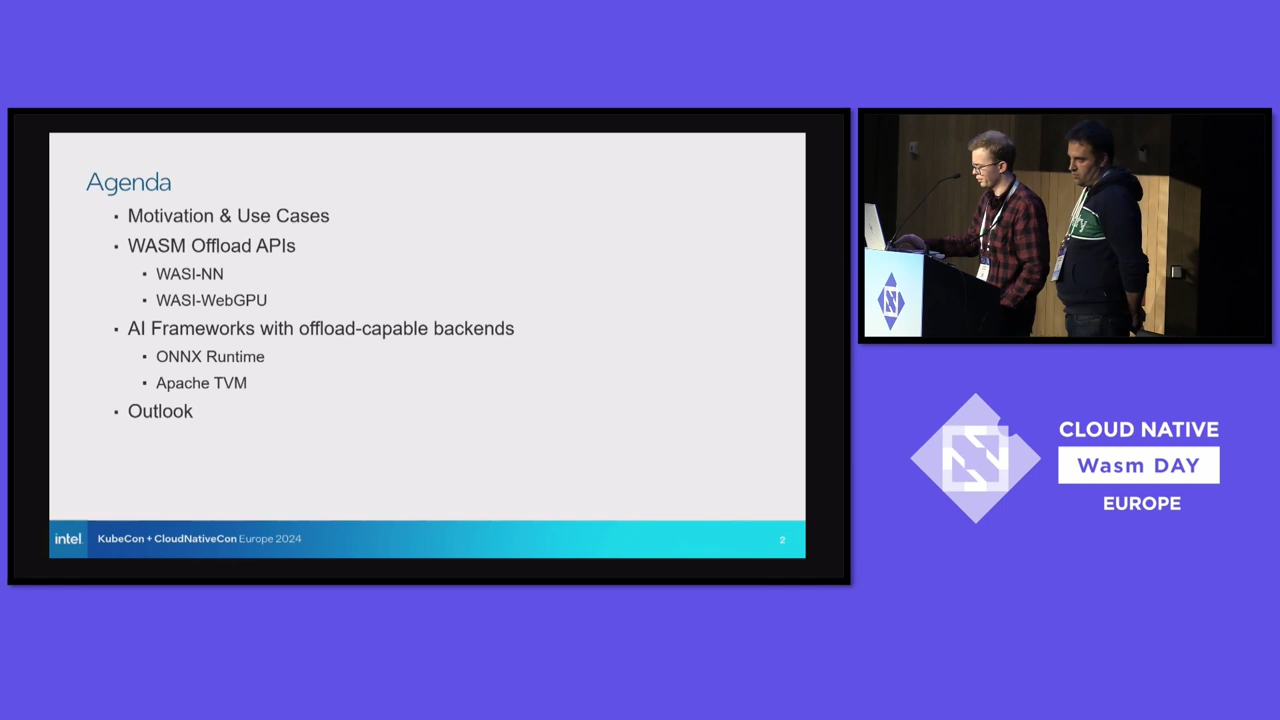 Agenda
▪ Motivation & Use Cases
▪ WASM Offload APIs
▪ WASI-NN
▪ WASI-WebGPU
▪ AI Frameworks with offload-capable backends
▪ ONNX Runtime
▪ Apache TVM
▪ Outlook
intel. KubeCon + CloudNativeCon Europe 2024 2
CLOUD NATIVE
Wasm DAY
EUROPE